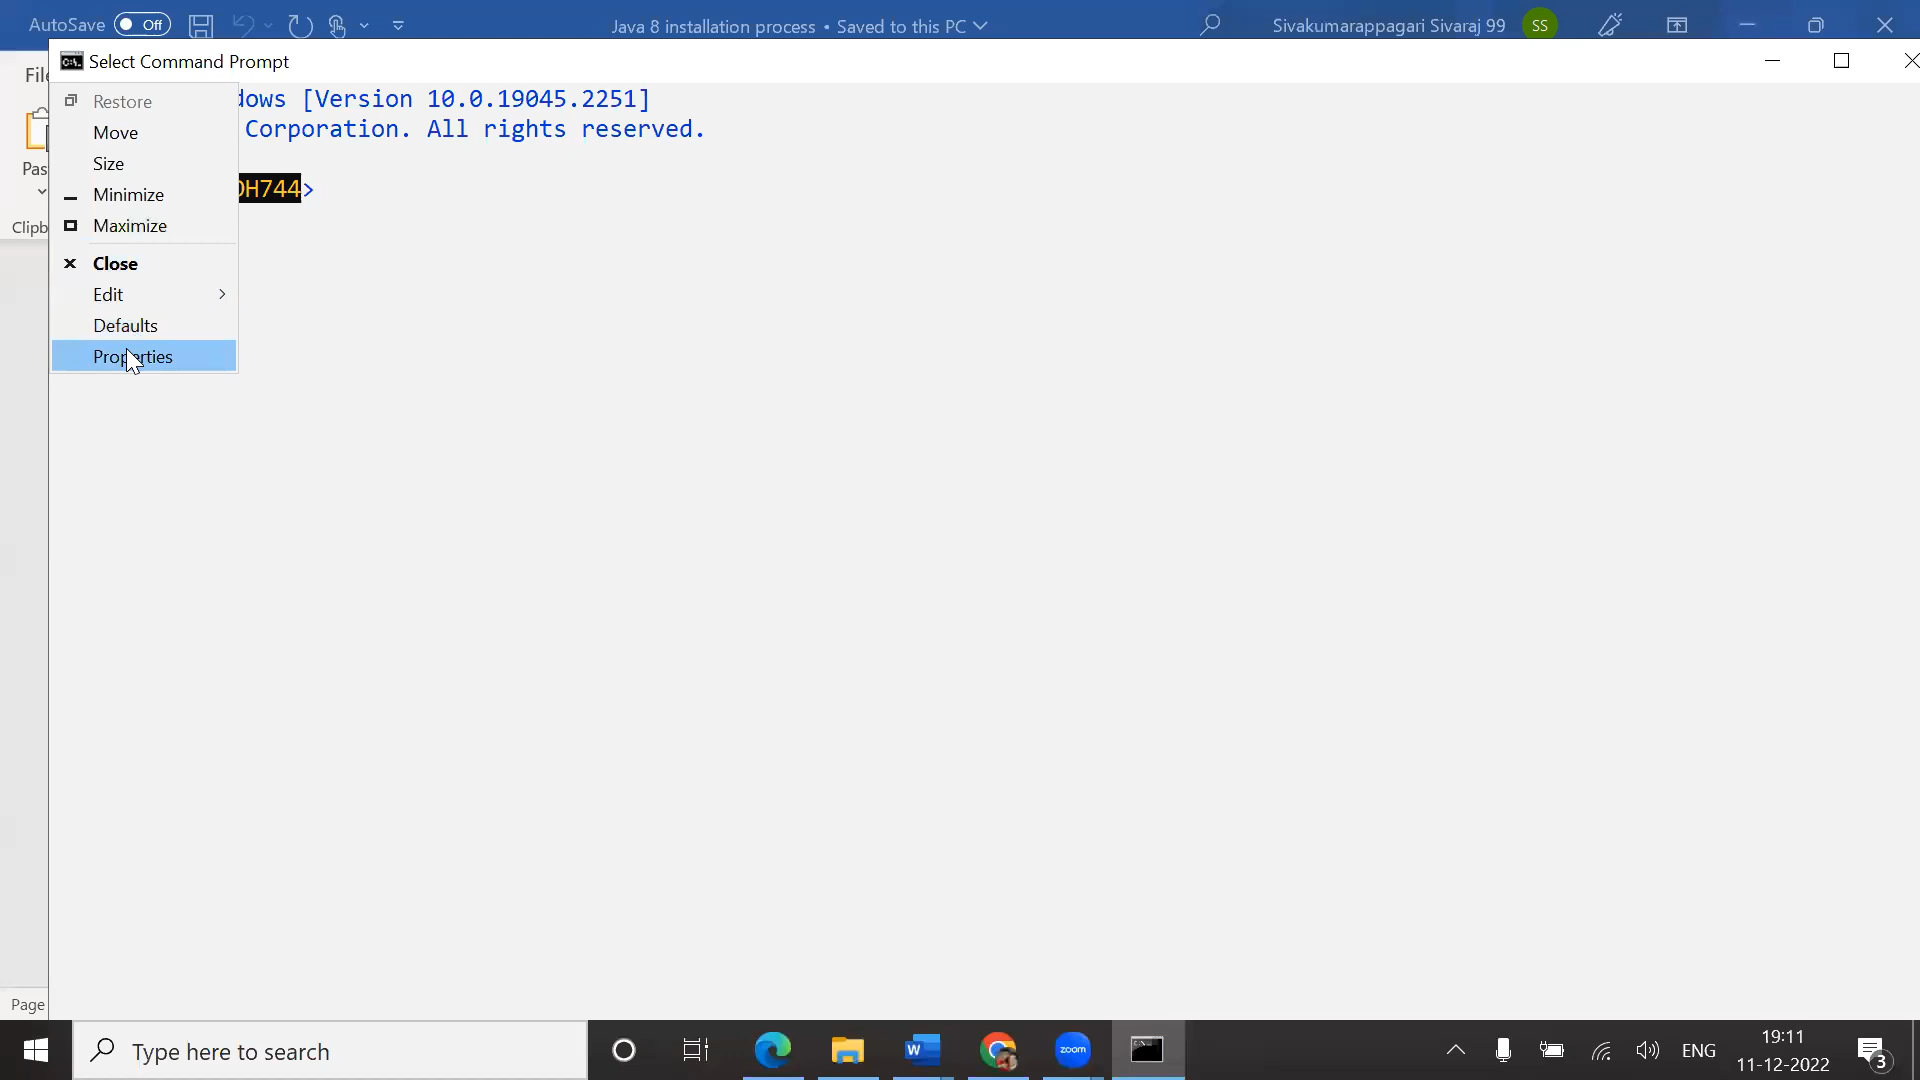 AutoSave Off
Java 8 installation process • Saved to this PC
Sivakumarappagari Sivaraj 99 SS
Select Command Prompt
Restore
Move
Size
Minimize
Maximize
Close
Edit
Defaults
Properties
dows [Version 10.0.19045.2251]
Corporation. All rights reserved.
DH744>
File
Pas
Clipb
Page
Type here to search
zoom
ENG
19:11
11-12-2022
3